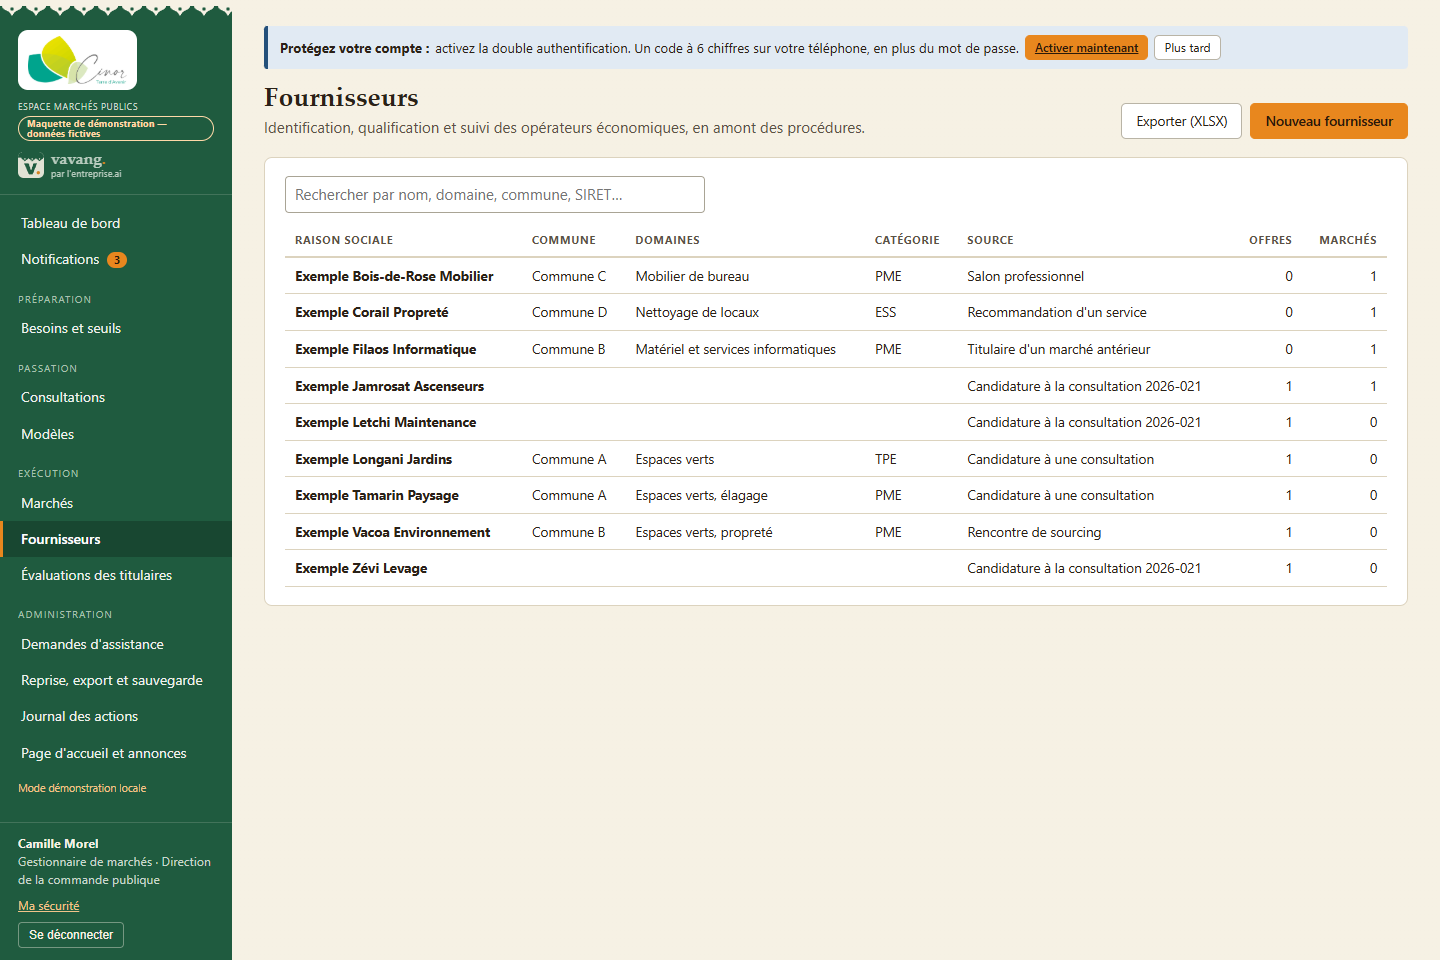 Cinor
ESPACE MARCHÉS PUBLICS
Maquette de démonstration —
données fictives
vavang.
par l'entreprise.ai
Tableau de bord
Notifications 3
PRÉPARATION
Besoins et seuils
PASSATION
Consultations
Modèles
EXÉCUTION
Marchés
Fournisseurs
Évaluations des titulaires
ADMINISTRATION
Demandes d'assistance
Reprise, export et sauvegarde
Journal des actions
Page d'accueil et annonces
Mode démonstration locale
Camille Morel
Gestionnaire de marchés · Direction
de la commande publique
Ma sécurité
Se déconnecter
Protégez votre compte : activez la double authentification. Un code à 6 chiffres sur votre téléphone, en plus du mot de passe. Activer maintenant Plus tard
Fournisseurs
Identification, qualification et suivi des opérateurs économiques, en amont des procédures.
Exporter (XLSX) Nouveau fournisseur
Rechercher par nom, domaine, commune, SIRET...
RAISON SOCIALE COMMUNE DOMAINES CATÉGORIE SOURCE OFFRES MARCHÉS
Exemple Bois-de-Rose Mobilier Commune C Mobilier de bureau PME Salon professionnel 0 1
Exemple Corail Propreté Commune D Nettoyage de locaux ESS Recommandation d'un service 0 1
Exemple Filaos Informatique Commune B Matériel et services informatiques PME Titulaire d'un marché antérieur 0 1
Exemple Jamrosat Ascenseurs Candidature à la consultation 2026-021 1 1
Exemple Letchi Maintenance Candidature à la consultation 2026-021 1 0
Exemple Longani Jardins Commune A Espaces verts TPE Candidature à une consultation 1 0
Exemple Tamarin Paysage Commune A Espaces verts, élagage PME Candidature à une consultation 1 0
Exemple Vacoa Environnement Commune B Espaces verts, propreté PME Rencontre de sourcing 1 0
Exemple Zévi Levage Candidature à la consultation 2026-021 1 0